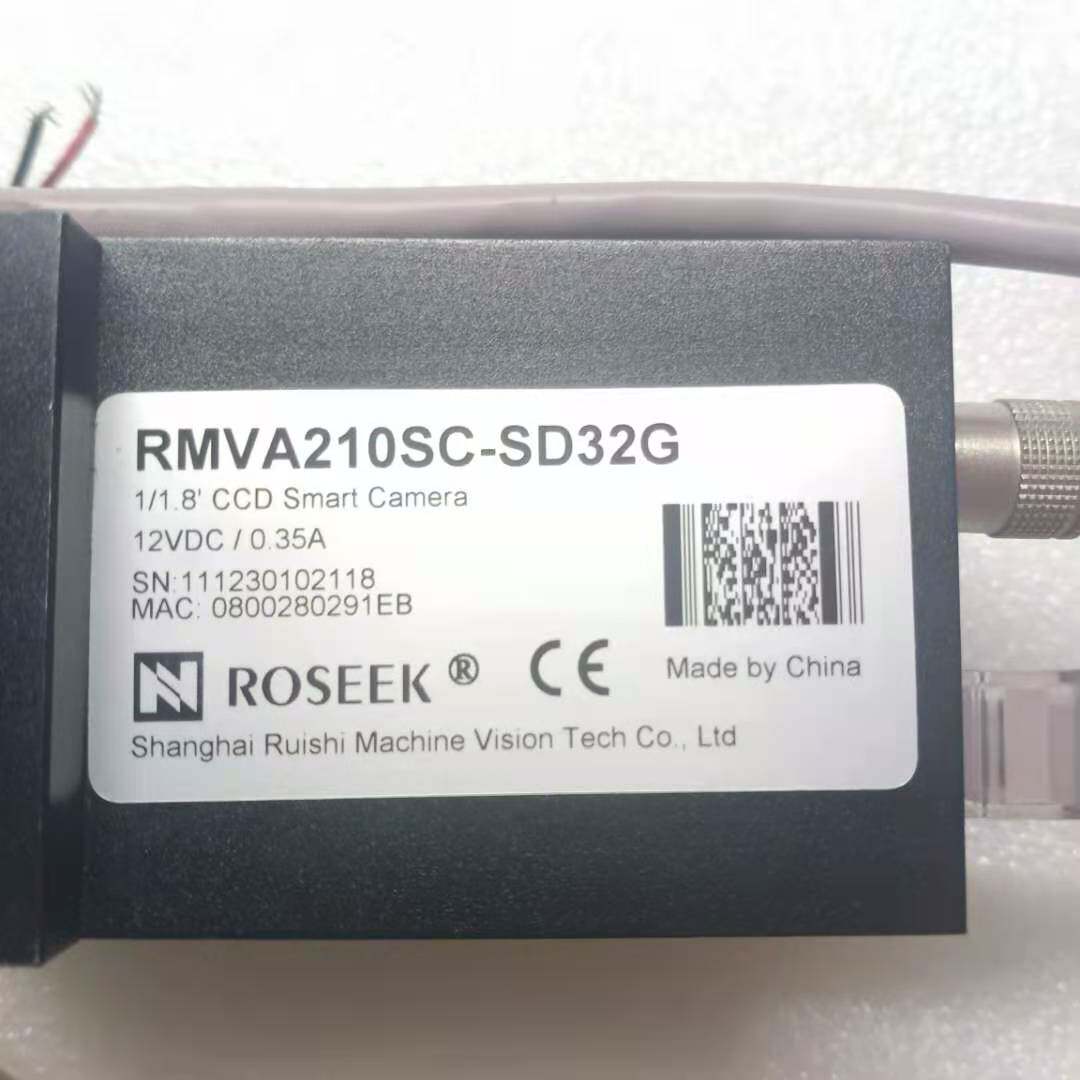 RMVA210SC-SD32G
1/1.8' CCD Smart Camera
12VDC / 0.35A
SN:111230102118
MAC: 0800280291EB
ROSEEK ® CE
Made by China
Shanghai Ruishi Machine Vision Tech Co., Ltd